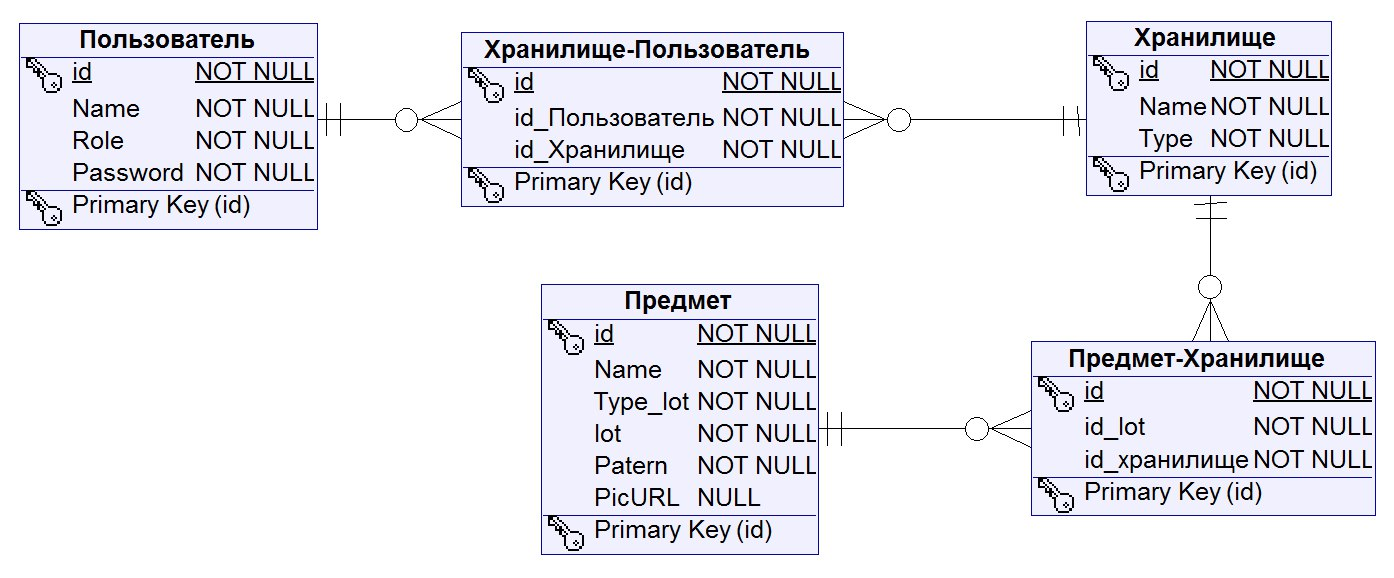 Пользователь
id NOT NULL
Name NOT NULL
Role NOT NULL
Password NOT NULL
Primary Key (id)
Хранилище-Пользователь
id NOT NULL
id_Пользователь NOT NULL
id_Хранилище NOT NULL
Primary Key (id)
Хранилище
id NOT NULL
Name NOT NULL
Type NOT NULL
Primary Key (id)
Предмет
id NOT NULL
Name NOT NULL
Type_lot NOT NULL
lot NOT NULL
Patern NOT NULL
PicURL NULL
Primary Key (id)
Предмет-Хранилище
id NOT NULL
id_lot NOT NULL
id_хранилище NOT NULL
Primary Key (id)